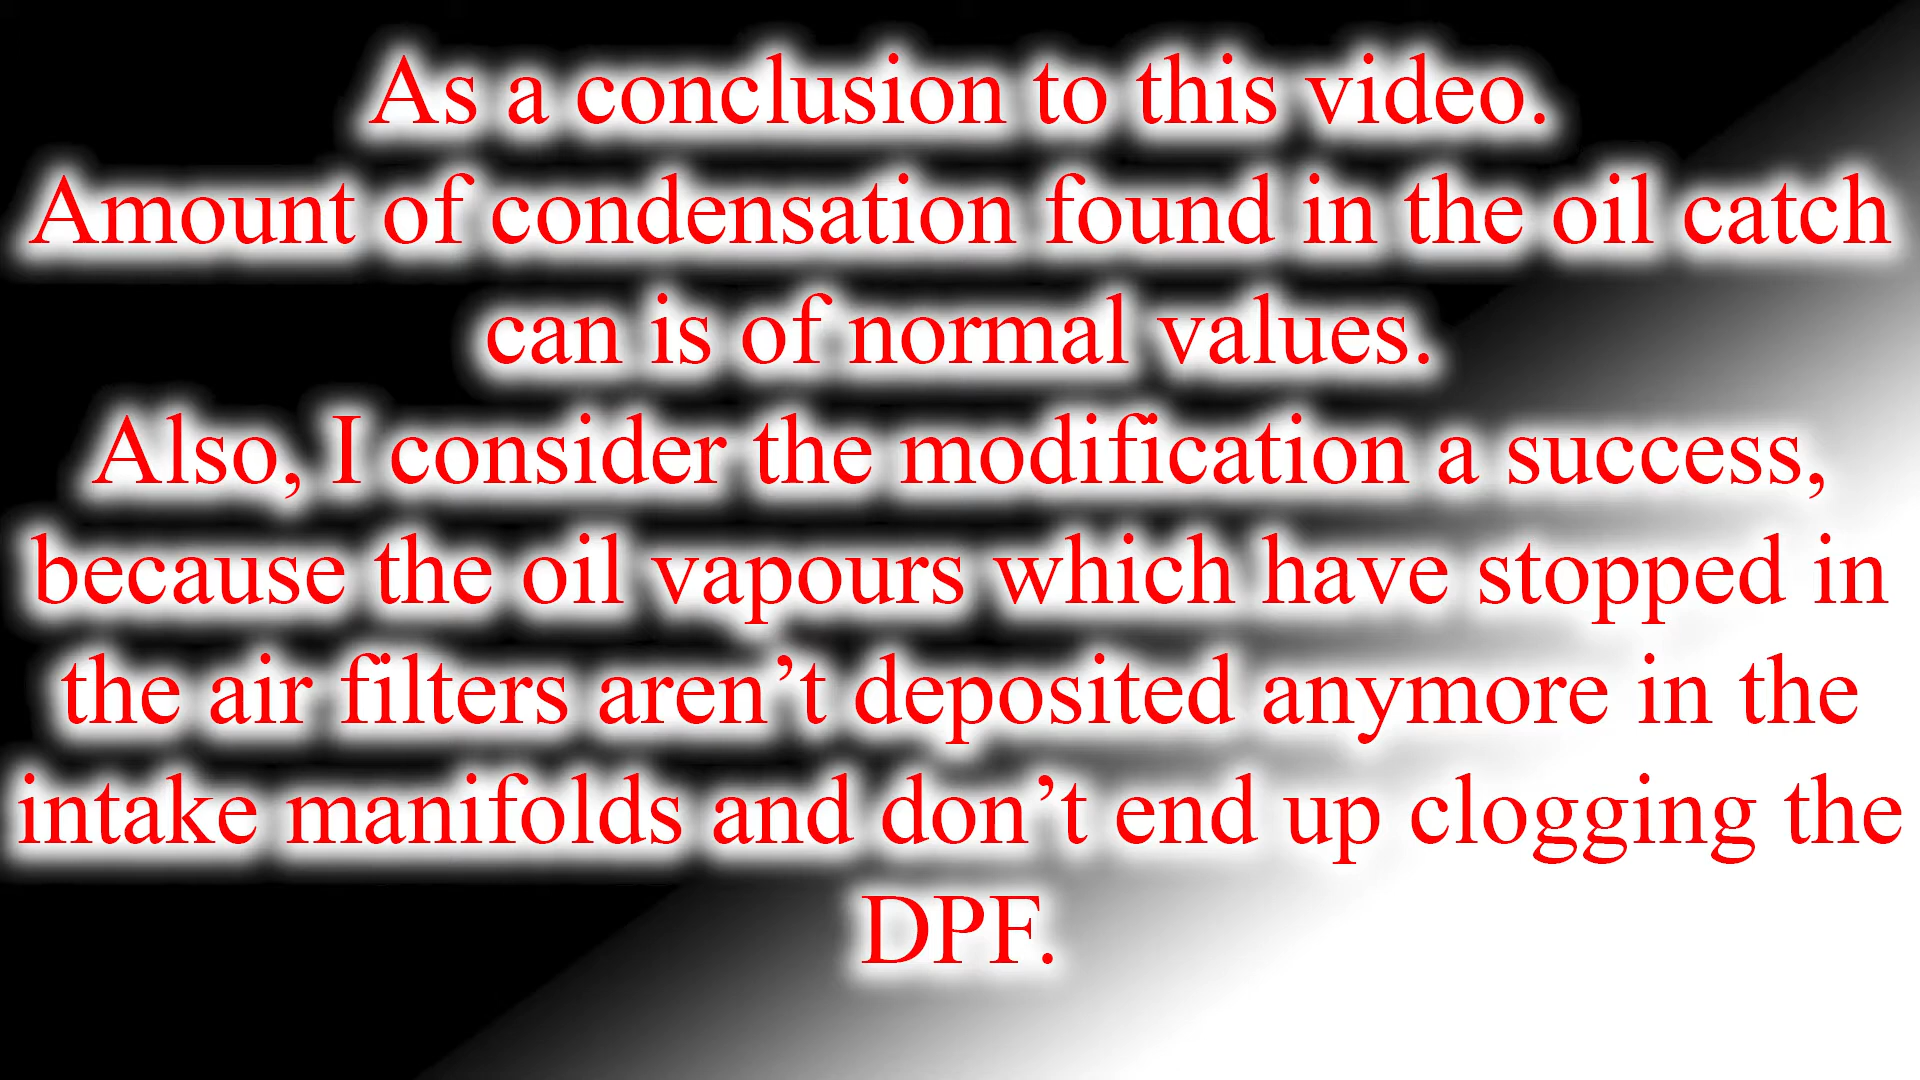 As a conclusion to this video.
Amount of condensation found in the oil catch
can is of normal values.
Also, I consider the modification a success,
because the oil vapours which have stopped in
the air filters aren’t deposited anymore in the
intake manifolds and don’t end up clogging the
DPF.